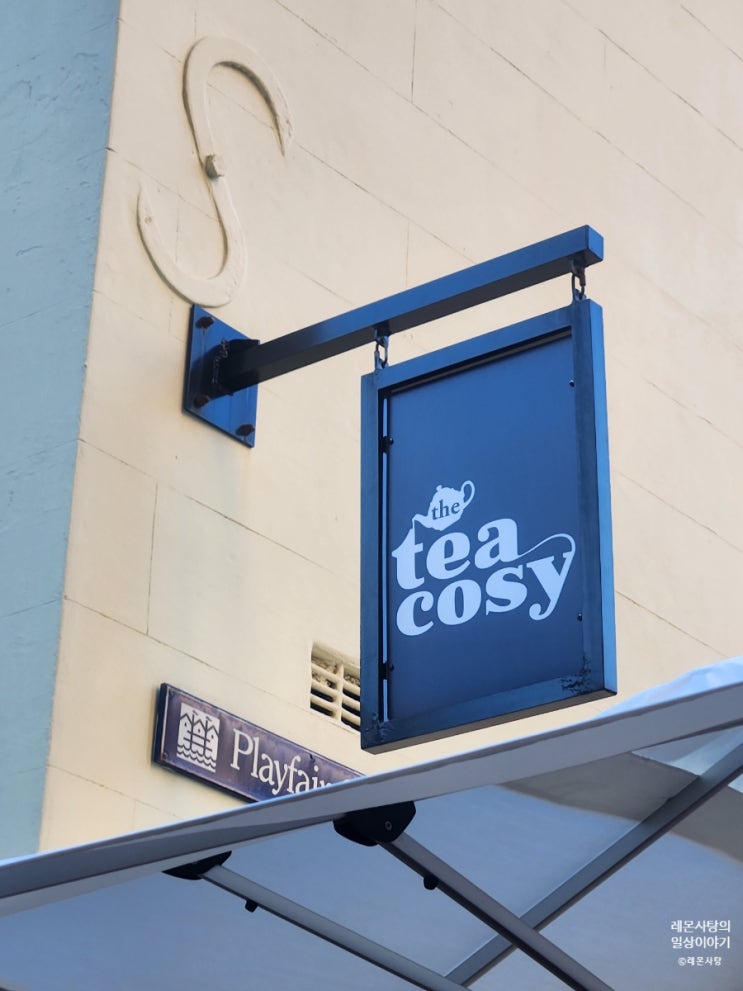 the
tea
cosy
Playfair
레몬사탕의
일상이야기
©레몬사탕